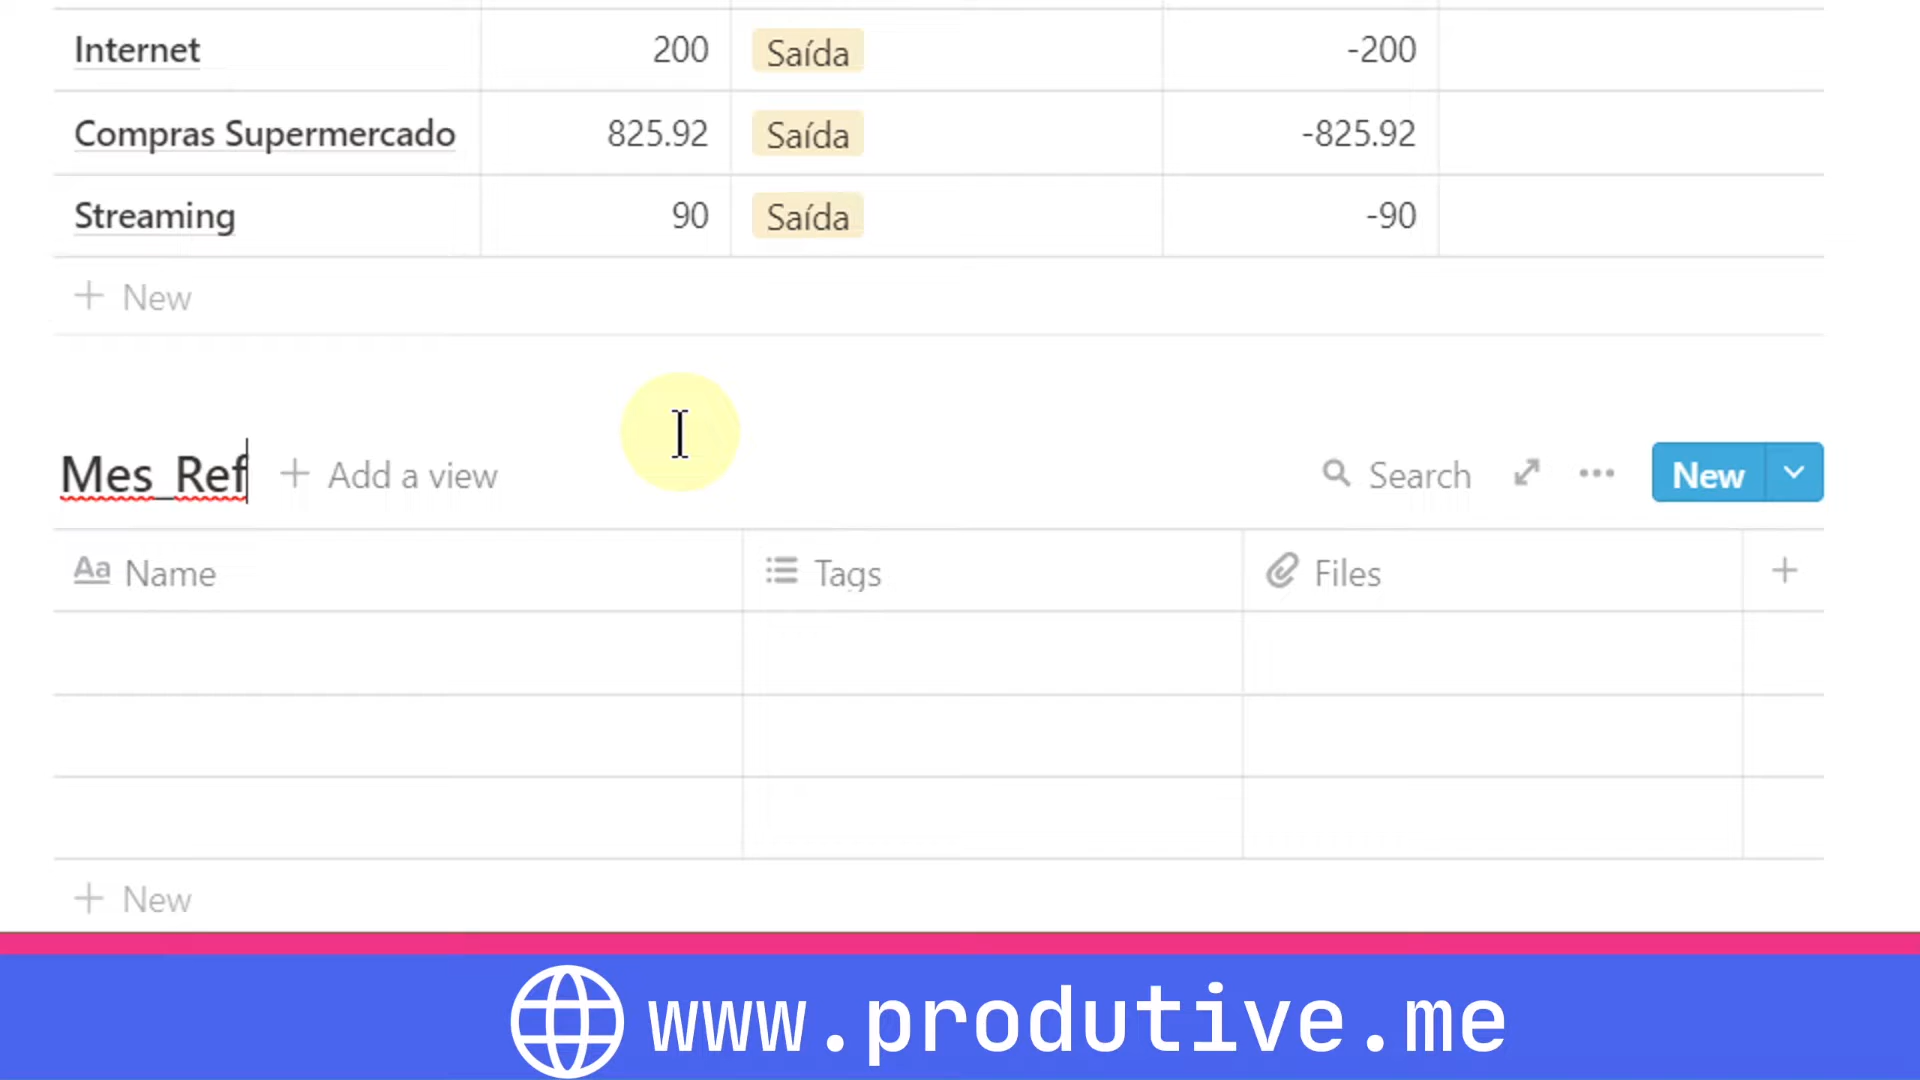 Internet 200 Saída -200
Compras Supermercado 825.92 Saída -825.92
Streaming 90 Saída -90
+ New
Mes_Ref + Add a view Search New
Aa Name Tags Files +
+ New
www.produtive.me